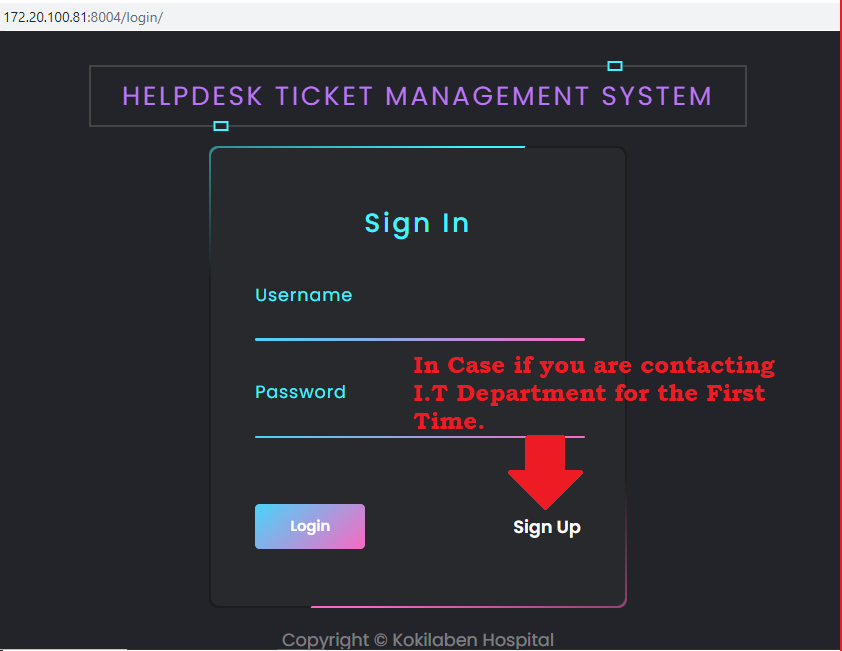 172.20.100.81:8004/login/
HELPDESK TICKET MANAGEMENT SYSTEM
Sign In
Username
In Case if you are contacting
I.T Department for the First
Time.
Password
Login
Sign Up
Copyright © Kokilaben Hospital